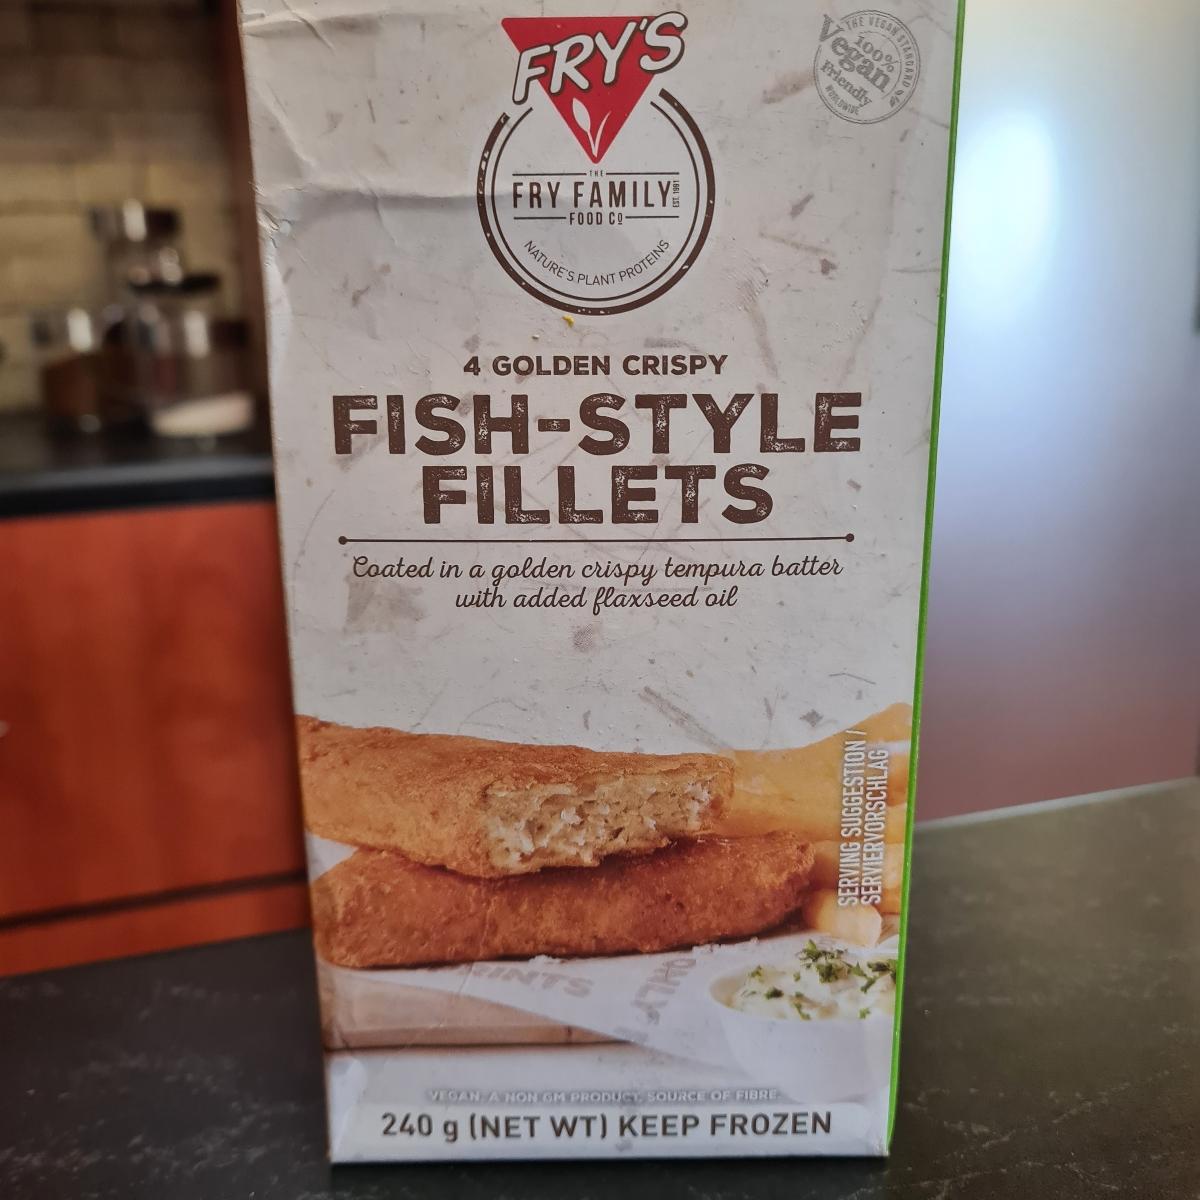 FRY'S
THE VEGAN STANDARD
100%
Vegan
Friendly
WORLDWIDE
THE
FRY FAMILY
EST. 1991
FOOD Cº
NATURE'S PLANT PROTEINS
4 GOLDEN CRISPY
FISH-STYLE
FILLETS
Coated in a golden crispy tempura batter
with added flaxseed oil
SERVING SUGGESTION /
SERVIERVORSCHLAG
ONLY
VEGAN. A NON GM PRODUCT. SOURCE OF FIBRE.
240 g (NET WT) KEEP FROZEN